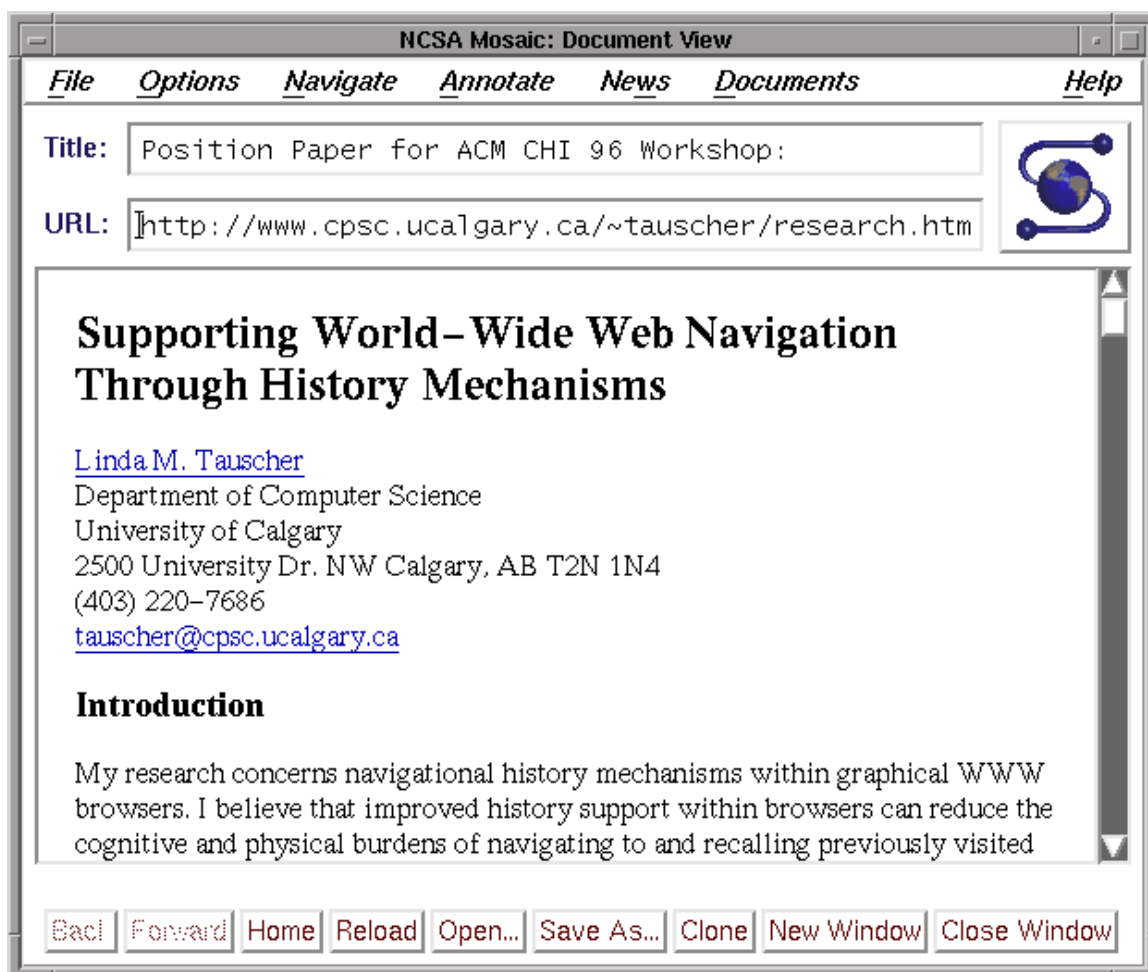 NCSA Mosaic: Document View
File Options Navigate Annotate News Documents Help
Title: Position Paper for ACM CHI 96 Workshop:
URL: http://www.cpsc.ucalgary.ca/~tauscher/research.htm
Supporting World-Wide Web Navigation
Through History Mechanisms
Linda M. Tauscher
Department of Computer Science
University of Calgary
2500 University Dr. NW Calgary, AB T2N 1N4
(403) 220-7686
tauscher@cpsc.ucalgary.ca
Introduction
My research concerns navigational history mechanisms within graphical WWW
browsers. I believe that improved history support within browsers can reduce the
cognitive and physical burdens of navigating to and recalling previously visited
Back Forward Home Reload Open... Save As... Clone New Window Close Window